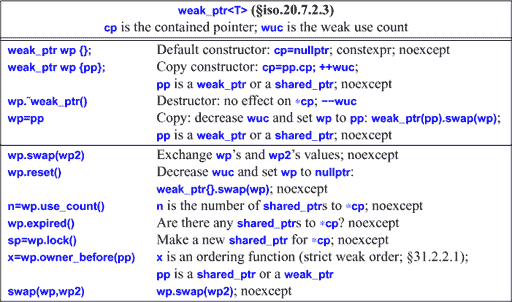 weak_ptr<T> (§iso.20.7.2.3)
cp is the contained pointer; wuc is the weak use count
weak_ptr wp {}; Default constructor: cp=nullptr; constexpr; noexcept
weak_ptr wp {pp}; Copy constructor: cp=pp.cp; ++wuc;
pp is a weak_ptr or a shared_ptr; noexcept
wp.~weak_ptr() Destructor: no effect on *cp; --wuc
wp=pp Copy: decrease wuc and set wp to pp: weak_ptr(pp).swap(wp);
pp is a weak_ptr or a shared_ptr; noexcept
wp.swap(wp2) Exchange wp's and wp2's values; noexcept
wp.reset() Decrease wuc and set wp to nullptr:
weak_ptr{}.swap(wp); noexcept
n=wp.use_count() n is the number of shared_ptrs to *cp; noexcept
wp.expired() Are there any shared_ptrs to *cp? noexcept
sp=wp.lock() Make a new shared_ptr for *cp; noexcept
x=wp.owner_before(pp) x is an ordering function (strict weak order; §31.2.2.1);
pp is a shared_ptr or a weak_ptr
swap(wp,wp2) wp.swap(wp2); noexcept